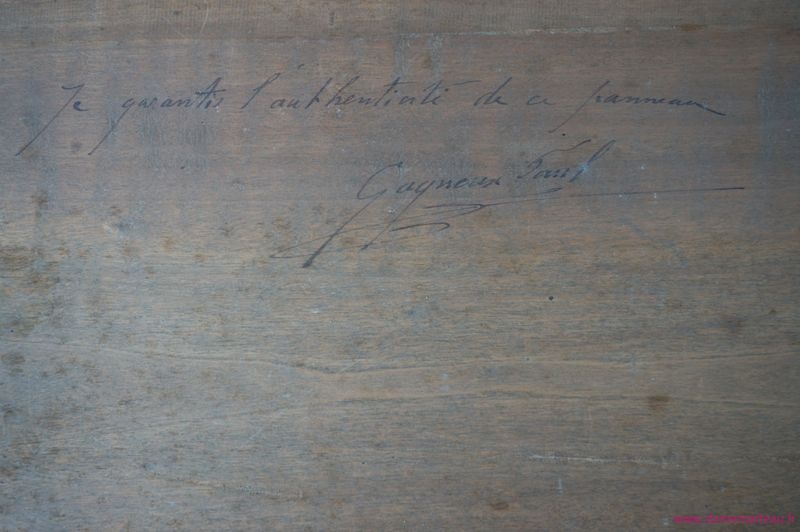 Je garantis l'authenticité de ce panneau
Gagneux Paul